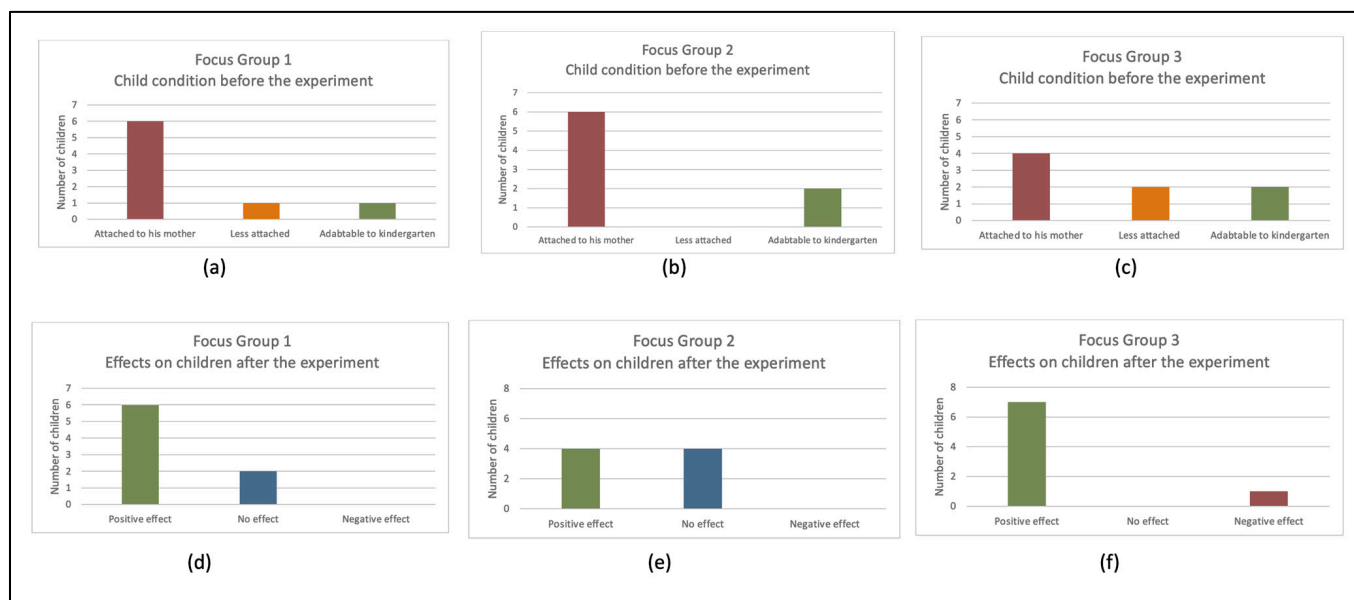 Focus Group 1
Child condition before the experiment
Number of children
7
6
5
4
3
2
1
0
Attached to his mother
Less attached
Adabtable to kindergarten
(a)
Focus Group 2
Child condition before the experiment
Number of children
7
6
5
4
3
2
1
0
Attached to his mother
Less attached
Adabtable to kindergarten
(b)
Focus Group 3
Child condition before the experiment
Number of children
7
6
5
4
3
2
1
0
Attached to his mother
Less attached
Adabtable to kindergarten
(c)
Focus Group 1
Effects on children after the experiment
Number of children
7
6
5
4
3
2
1
0
Positive effect
No effect
Negative effect
(d)
Focus Group 2
Effects on children after the experiment
Number of children
8
6
4
2
0
Positive effect
No effect
Negative effect
(e)
Focus Group 3
Effects on children after the experiment
Number of children
8
6
4
2
0
Positive effect
No effect
Negative effect
(f)